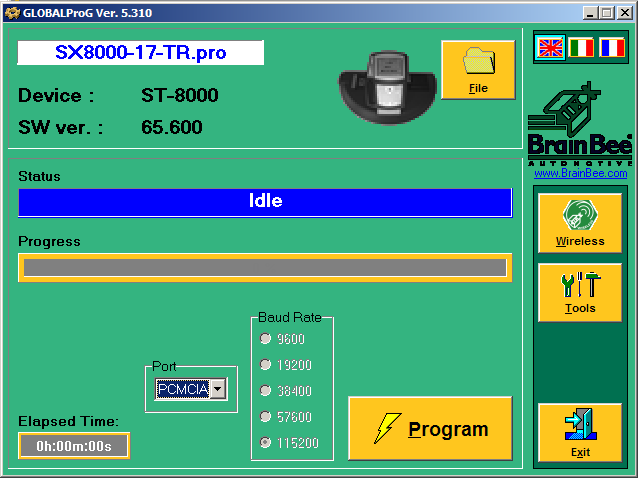 GLOBALProG Ver. 5.310
SX8000-17-TR.pro
Device : ST-8000
SW ver. : 65.600
File
BrainBee
AUTOMOTIVE
www.BrainBee.com
Status
Idle
Progress
Wireless
Tools
Port
PCMCIA
Baud Rate
9600
19200
38400
57600
115200
Elapsed Time:
0h:00m:00s
Program
Exit